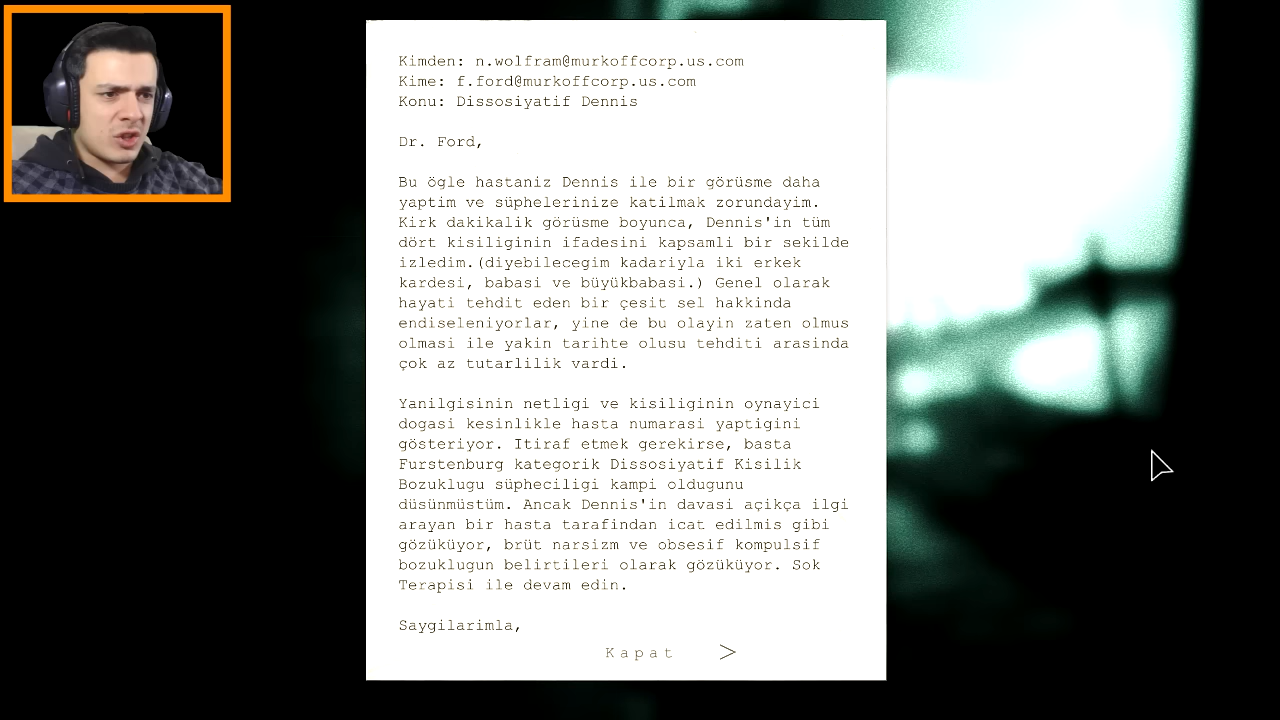 Kimden: n.wolfram@murkoffcorp.us.com
Kime: f.ford@murkoffcorp.us.com
Konu: Dissosiyatif Dennis
Dr. Ford,
Bu ögle hastaniz Dennis ile bir görüsme daha
yaptim ve süphelerinize katilmak zorundayim.
Kirk dakikalik görüsme boyunca, Dennis'in tüm
dört kisiliginin ifadesini kapsamli bir sekilde
izledim.(diyebilecegim kadariyla iki erkek
kardesi, babasi ve büyükbabasi.) Genel olarak
hayati tehdit eden bir çesit sel hakkinda
endiseleniyorlar, yine de bu olayin zaten olmus
olmasi ile yakin tarihte olusu tehditi arasinda
çok az tutarlilik vardi.
Yanilgisinin netligi ve kisiliginin oynayici
dogasi kesinlikle hasta numarasi yaptigini
gösteriyor. Itiraf etmek gerekirse, basta
Furstenburg kategorik Dissosiyatif Kisilik
Bozuklugu süpheciligi kampi oldugunu
düsünmüstüm. Ancak Dennis'in davasi açikça ilgi
arayan bir hasta tarafindan icat edilmis gibi
gözüküyor, brüt narsizm ve obsesif kompulsif
bozuklugun belirtileri olarak gözüküyor. Sok
Terapisi ile devam edin.
Saygilarimla,
Kapat >